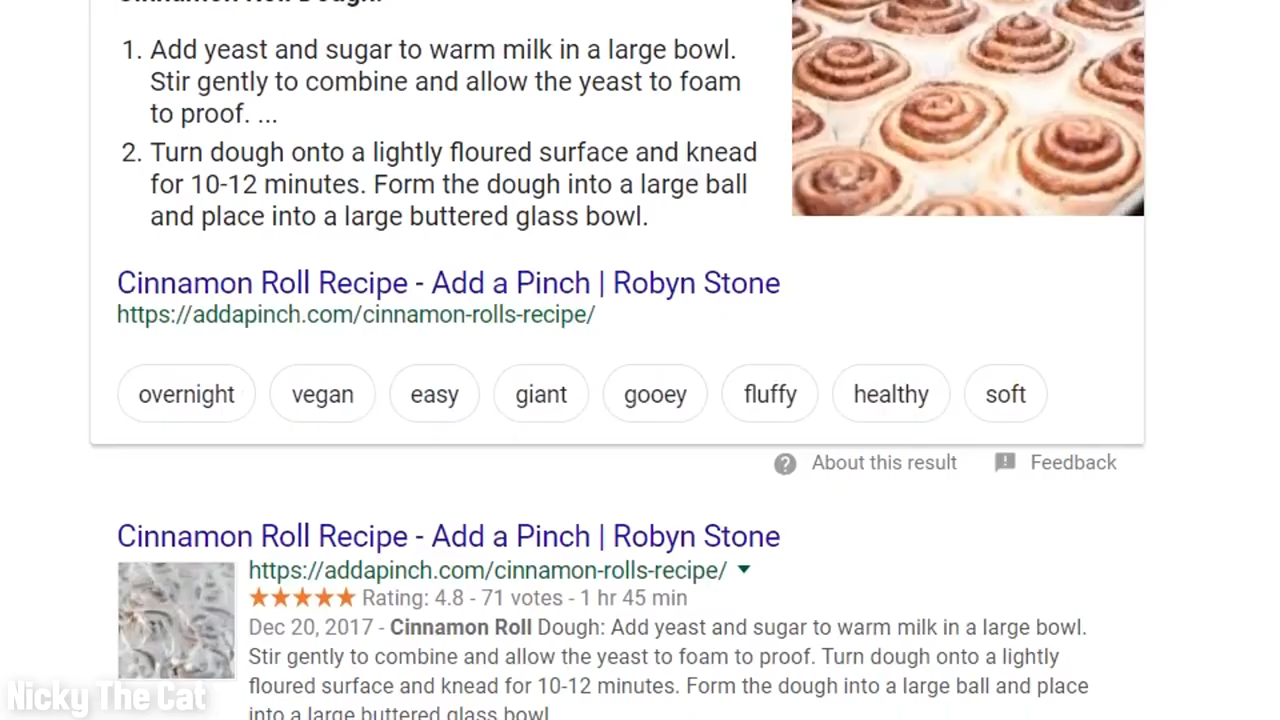 Cinnamon Roll Dough:
1. Add yeast and sugar to warm milk in a large bowl.
Stir gently to combine and allow the yeast to foam
to proof. ...
2. Turn dough onto a lightly floured surface and knead
for 10-12 minutes. Form the dough into a large ball
and place into a large buttered glass bowl.
Cinnamon Roll Recipe - Add a Pinch | Robyn Stone
https://addapinch.com/cinnamon-rolls-recipe/
overnight vegan easy giant gooey fluffy healthy soft
About this result Feedback
Cinnamon Roll Recipe - Add a Pinch | Robyn Stone
https://addapinch.com/cinnamon-rolls-recipe/
Rating: 4.8 - 71 votes - 1 hr 45 min
Dec 20, 2017 - Cinnamon Roll Dough: Add yeast and sugar to warm milk in a large bowl.
Stir gently to combine and allow the yeast to foam to proof. Turn dough onto a lightly
floured surface and knead for 10-12 minutes. Form the dough into a large ball and place
into a large buttered glass bowl
Nicky The Cat